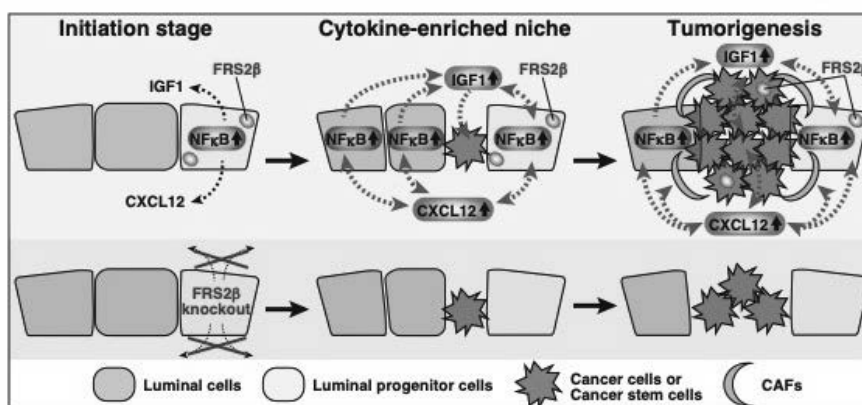 Initiation stage
Cytokine-enriched niche
Tumorigenesis
FRS2β
IGF1
NFκB
CXCL12
IGF1
FRS2β
NFκB
NFκB
NFκB
CXCL12
IGF1
FRS2β
NFκB
NFκB
CXCL12
FRS2β
knockout
Luminal cells
Luminal progenitor cells
Cancer cells or
Cancer stem cells
CAFs